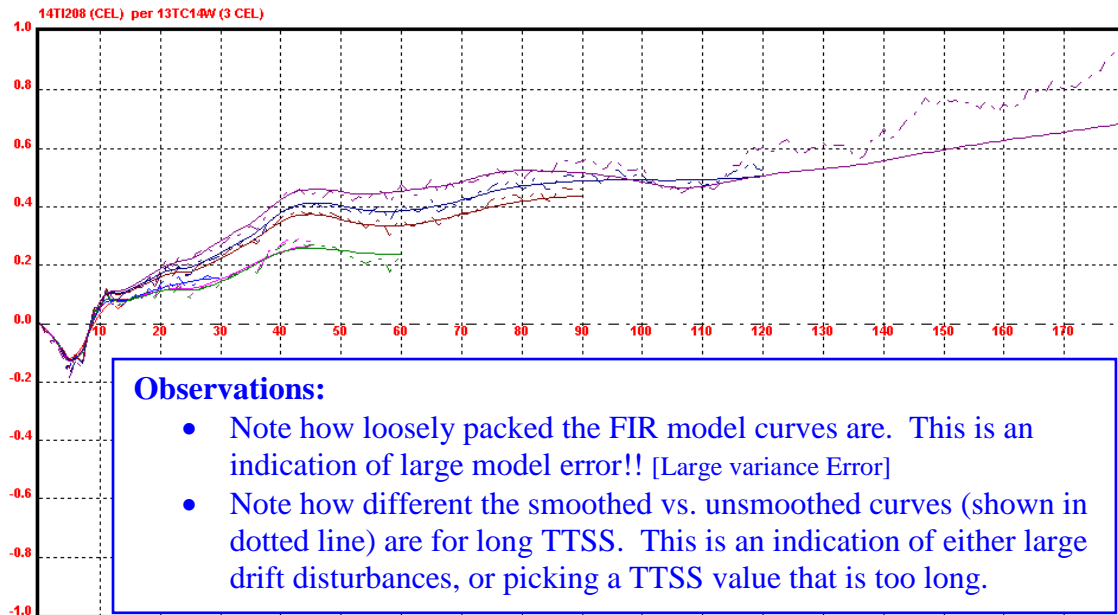 14TI208 (CEL) per 13TC14W (3 CEL)
1.0
0.8
0.6
0.4
0.2
0.0
10 20 30 40 50 60 70 80 90 100 110 120 130 140 150 160 170
-0.2
-0.4
-0.6
-0.8
-1.0
Observations:
• Note how loosely packed the FIR model curves are. This is an
indication of large model error!! [Large variance Error]
• Note how different the smoothed vs. unsmoothed curves (shown in
dotted line) are for long TTSS. This is an indication of either large
drift disturbances, or picking a TTSS value that is too long.